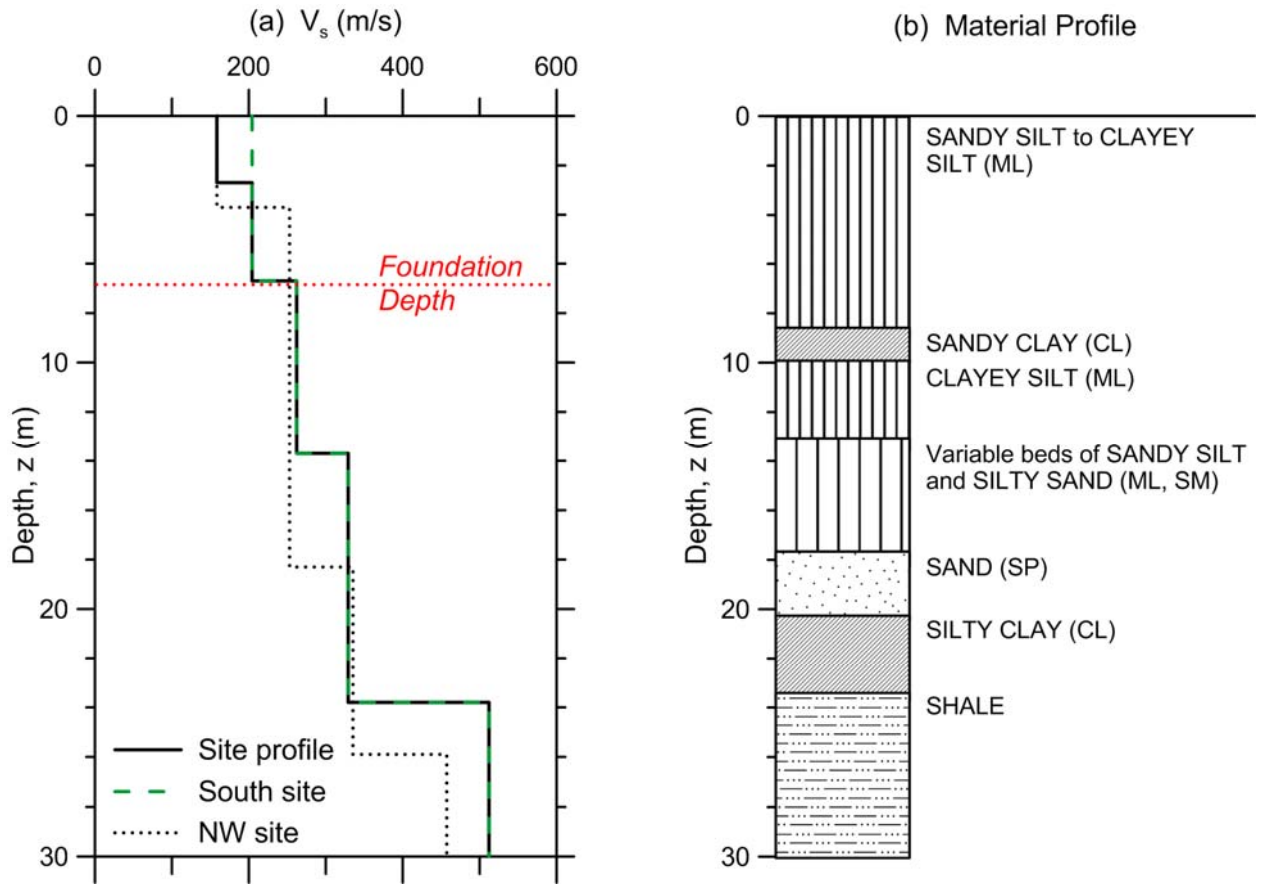 (a) Vs (m/s)
0 200 400 600
0
10
20
30
Depth, z (m)
Foundation
Depth
Site profile
South site
NW site
(b) Material Profile
0
10
20
30
Depth, z (m)
SANDY SILT to CLAYEY
SILT (ML)
SANDY CLAY (CL)
CLAYEY SILT (ML)
Variable beds of SANDY SILT
and SILTY SAND (ML, SM)
SAND (SP)
SILTY CLAY (CL)
SHALE